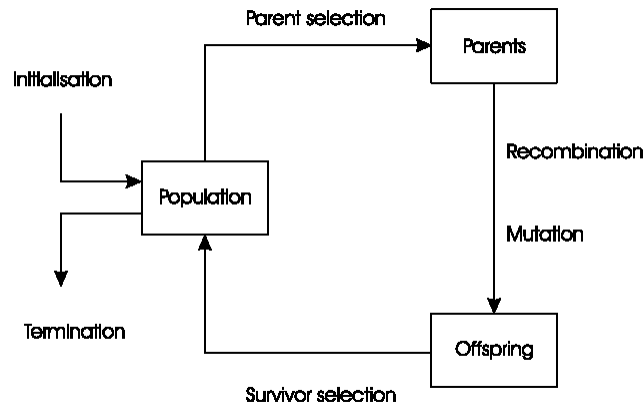 Parent selection
Parents
Initialisation
Recombination
Population
Mutation
Termination
Offspring
Survivor selection